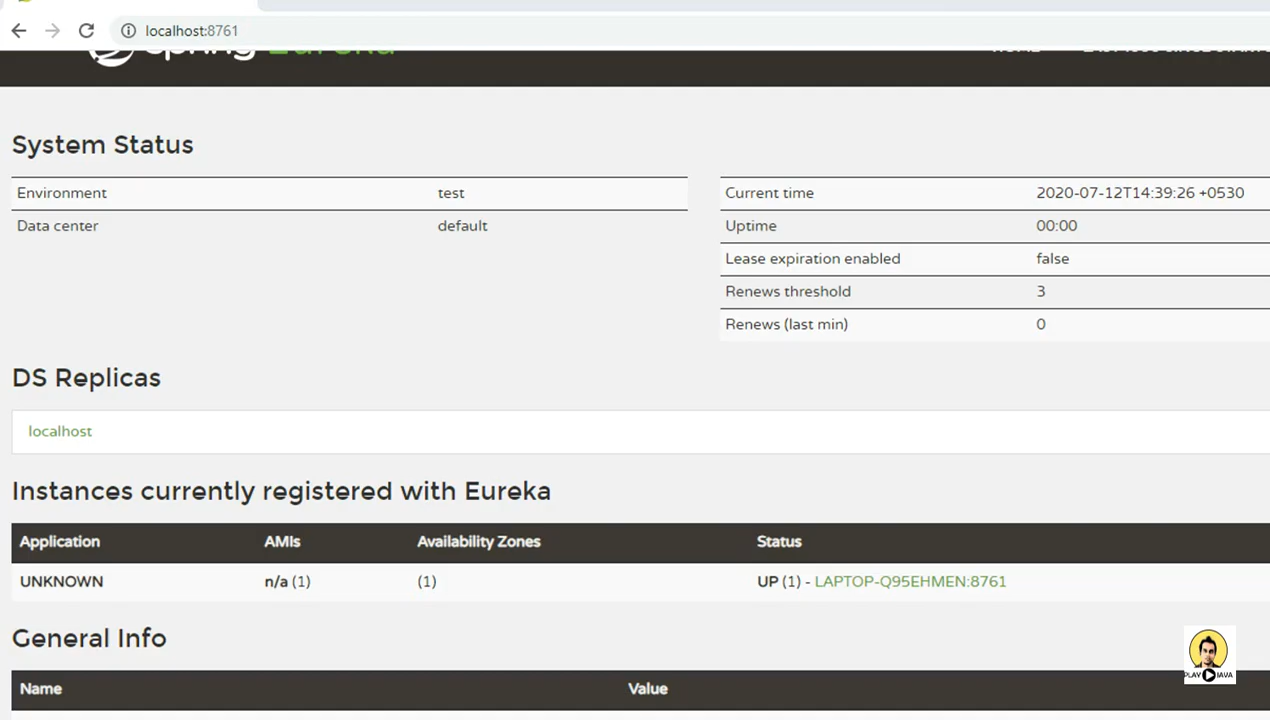 localhost:8761
System Status
Environment test
Data center default
Current time 2020-07-12T14:39:26 +0530
Uptime 00:00
Lease expiration enabled false
Renews threshold 3
Renews (last min) 0
DS Replicas
localhost
Instances currently registered with Eureka
Application AMIs Availability Zones Status
UNKNOWN n/a (1) (1) UP (1) - LAPTOP-Q95EHMEN:8761
General Info
Name Value
PLAY JAVA